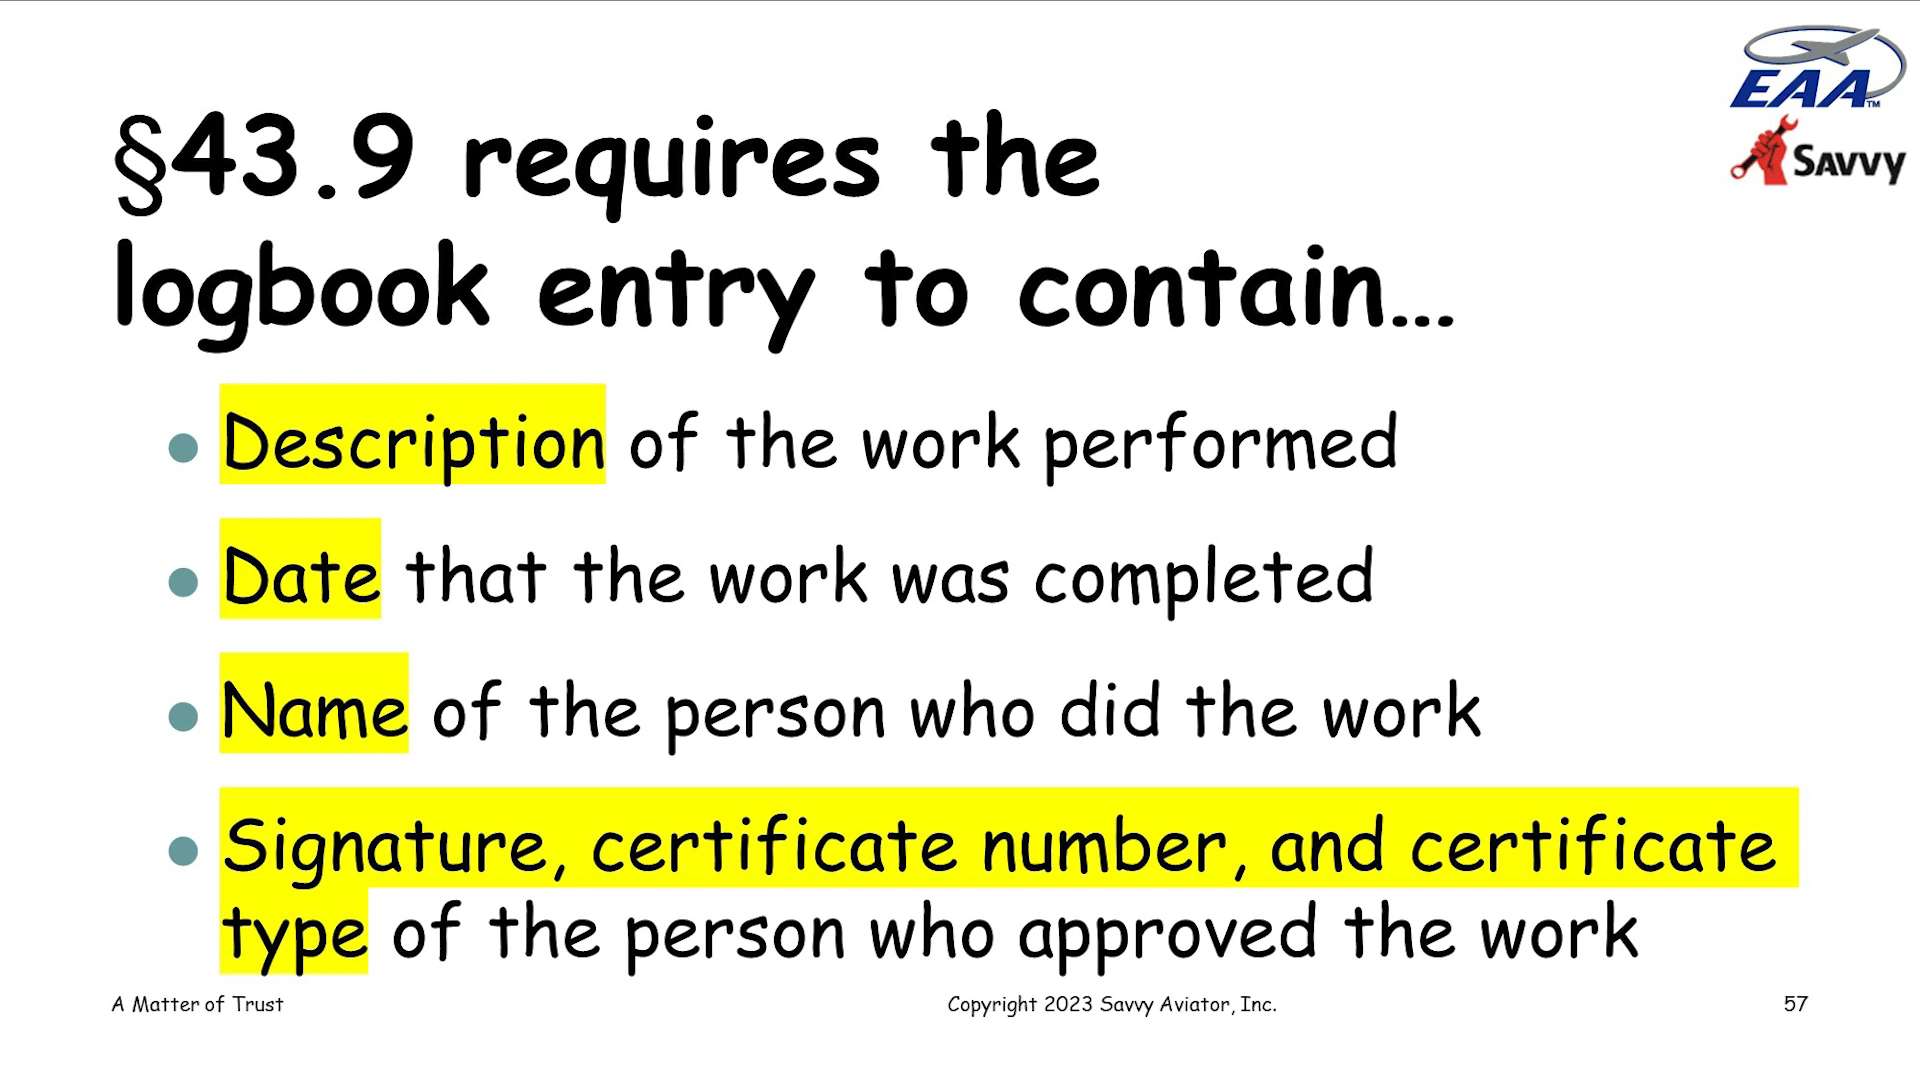 EAA™
SAVVY
§43.9 requires the
logbook entry to contain…
• Description of the work performed
• Date that the work was completed
• Name of the person who did the work
• Signature, certificate number, and certificate
type of the person who approved the work
A Matter of Trust
Copyright 2023 Savvy Aviator, Inc.
57